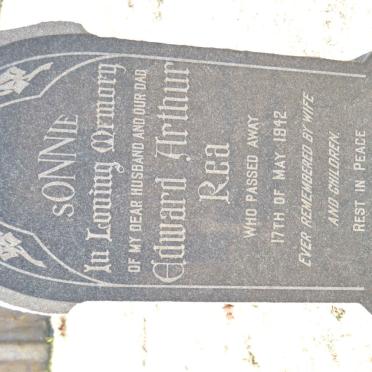 SONNIE
In Loving Memory
OF MY DEAR HUSBAND AND OUR DAD
Edward Arthur
Rea
WHO PASSED AWAY
17TH OF MAY 1942
EVER REMEMBERED BY WIFE
AND CHILDREN.
REST IN PEACE